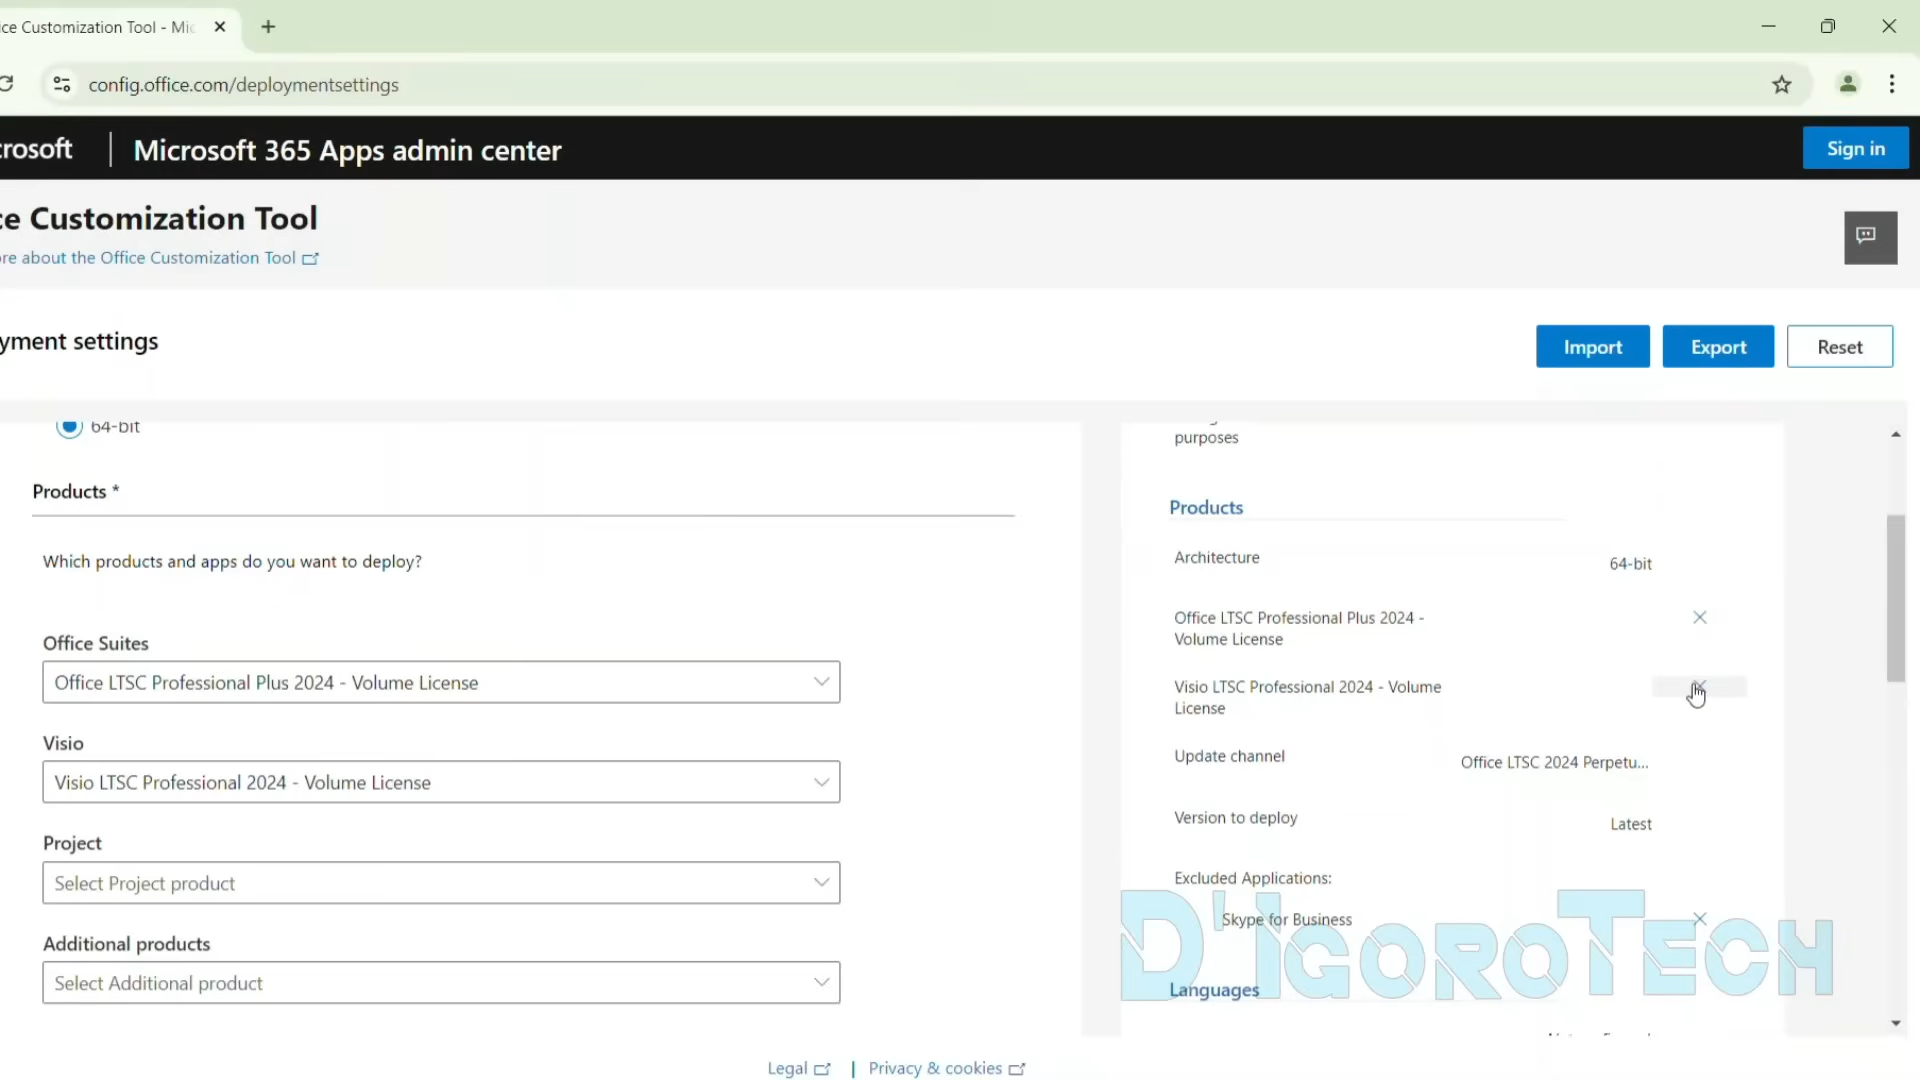 ice Customization Tool - Mic
config.office.com/deploymentsettings
crosoft | Microsoft 365 Apps admin center
Sign in
ce Customization Tool
ore about the Office Customization Tool
yment settings
Import
Export
Reset
64-bit
Products *
Which products and apps do you want to deploy?
Office Suites
Office LTSC Professional Plus 2024 - Volume License
Visio
Visio LTSC Professional 2024 - Volume License
Project
Select Project product
Additional products
Select Additional product
purposes
Products
Architecture
64-bit
Office LTSC Professional Plus 2024 -
Volume License
Visio LTSC Professional 2024 - Volume
License
Update channel
Office LTSC 2024 Perpetu...
Version to deploy
Latest
Excluded Applications:
Skype for Business
D'IGOROTECH
Languages
Legal | Privacy & cookies